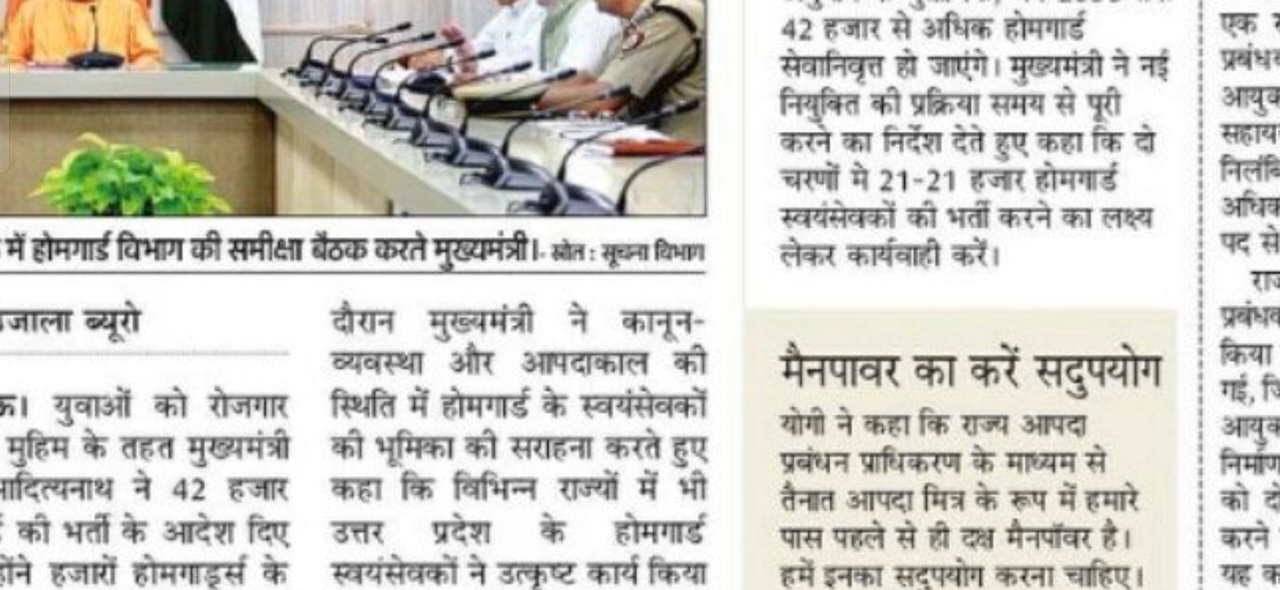 में होमगार्ड विभाग की समीक्षा बैठक करते मुख्यमंत्री।- स्रोत : सूचना विभाग
जाला ब्यूरो
युवाओं को रोजगार
मुहिम के तहत मुख्यमंत्री
आदित्यनाथ ने 42 हजार
की भर्ती के आदेश दिए
होंने हजारों होमगार्ड्स के
दौरान मुख्यमंत्री ने कानून-
व्यवस्था और आपदाकाल की
स्थिति में होमगार्ड के स्वयंसेवकों
की भूमिका की सराहना करते हुए
कहा कि विभिन्न राज्यों में भी
उत्तर प्रदेश के होमगार्ड
स्वयंसेवकों ने उत्कृष्ट कार्य किया
42 हजार से अधिक होमगार्ड
सेवानिवृत्त हो जाएंगे। मुख्यमंत्री ने नई
नियुक्ति की प्रक्रिया समय से पूरी
करने का निर्देश देते हुए कहा कि दो
चरणों मे 21-21 हजार होमगार्ड
स्वयंसेवकों की भर्ती करने का लक्ष्य
लेकर कार्यवाही करें।
मैनपावर का करें सदुपयोग
योगी ने कहा कि राज्य आपदा
प्रबंधन प्राधिकरण के माध्यम से
तैनात आपदा मित्र के रूप में हमारे
पास पहले से ही दक्ष मैनपॉवर है।
हमें इनका सदुपयोग करना चाहिए।
एक
प्रबंध
आयुक
सहाय
निलंबि
अधिक
पद से
राज
प्रबंधक
किया
गई, जि
आयुक
निर्माण
को दो
करने
यह क